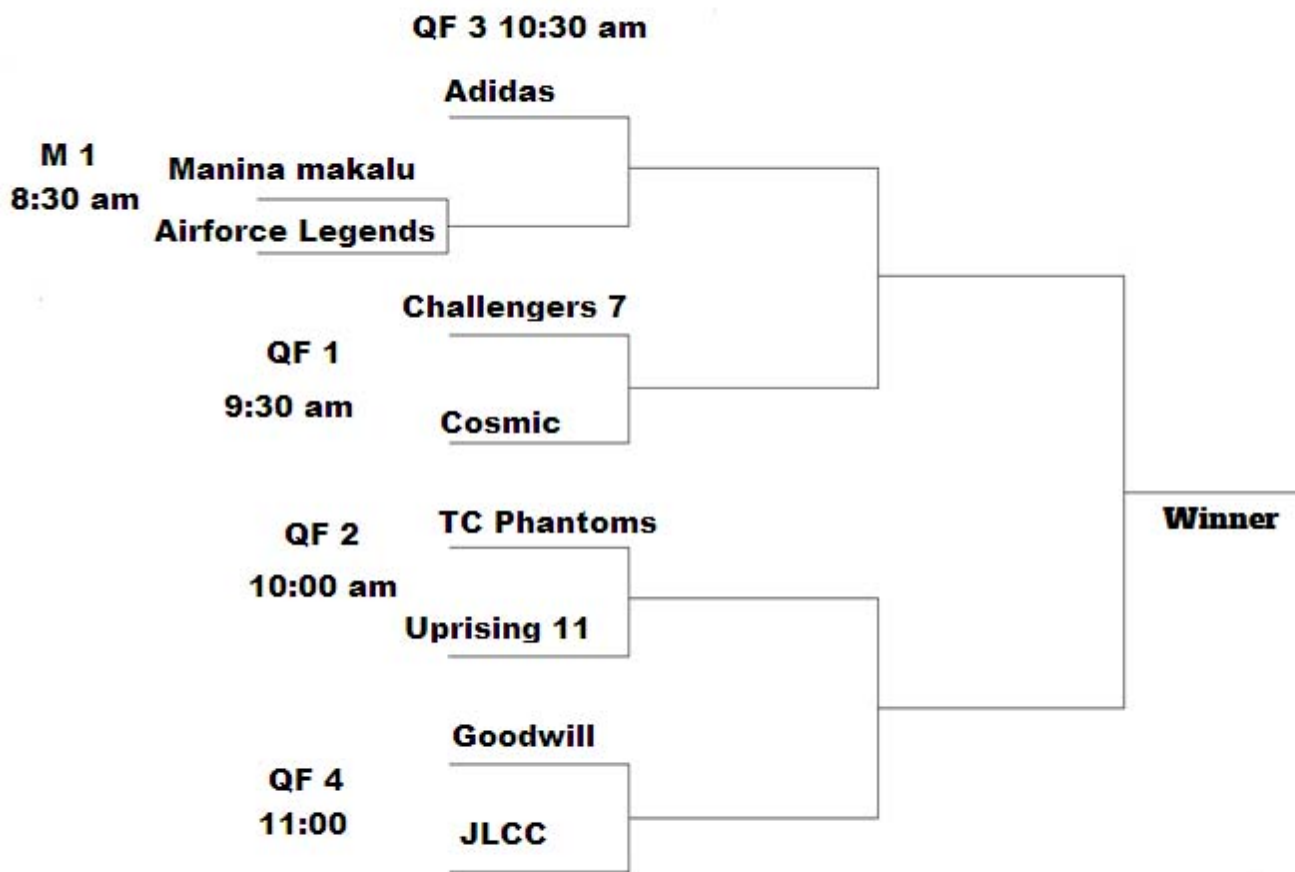 QF 3 10:30 am
Adidas
M 1
8:30 am
Manina makalu
Airforce Legends
Challengers 7
QF 1
9:30 am
Cosmic
TC Phantoms
QF 2
10:00 am
Uprising 11
Winner
Goodwill
QF 4
11:00
JLCC